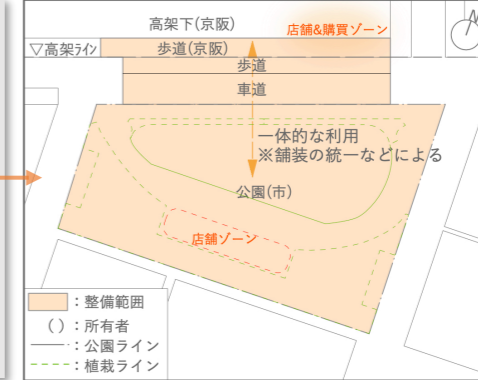 高架下(京阪)
店舗&購買ゾーン
N
▽高架ライン
歩道(京阪)
歩道
車道
一体的な利用
※舗装の統一などによる
公園(市)
店舗ゾーン
：整備範囲
( )：所有者
：公園ライン
：植栽ライン